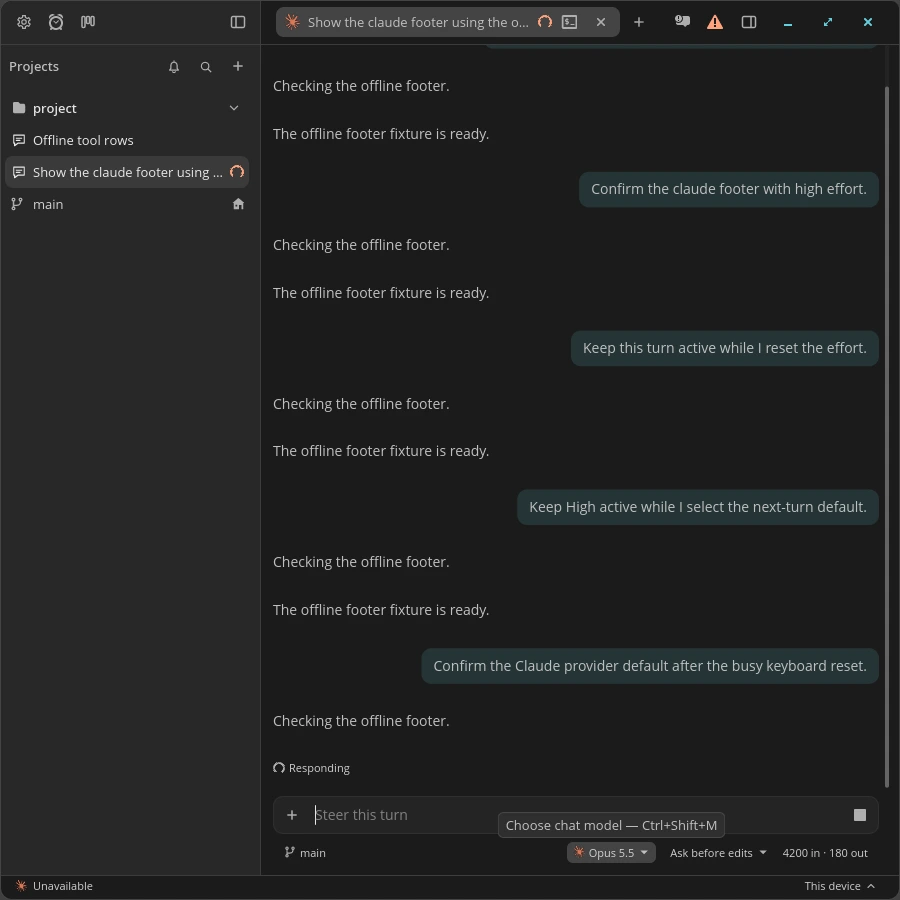 Show the claude footer using the o...
Projects
project
Offline tool rows
Show the claude footer using ...
main
Checking the offline footer.
The offline footer fixture is ready.
Confirm the claude footer with high effort.
Checking the offline footer.
The offline footer fixture is ready.
Keep this turn active while I reset the effort.
Checking the offline footer.
The offline footer fixture is ready.
Keep High active while I select the next-turn default.
Checking the offline footer.
The offline footer fixture is ready.
Confirm the Claude provider default after the busy keyboard reset.
Checking the offline footer.
Responding
Steer this turn
Choose chat model — Ctrl+Shift+M
main
Opus 5.5
Ask before edits
4200 in · 180 out
Unavailable
This device